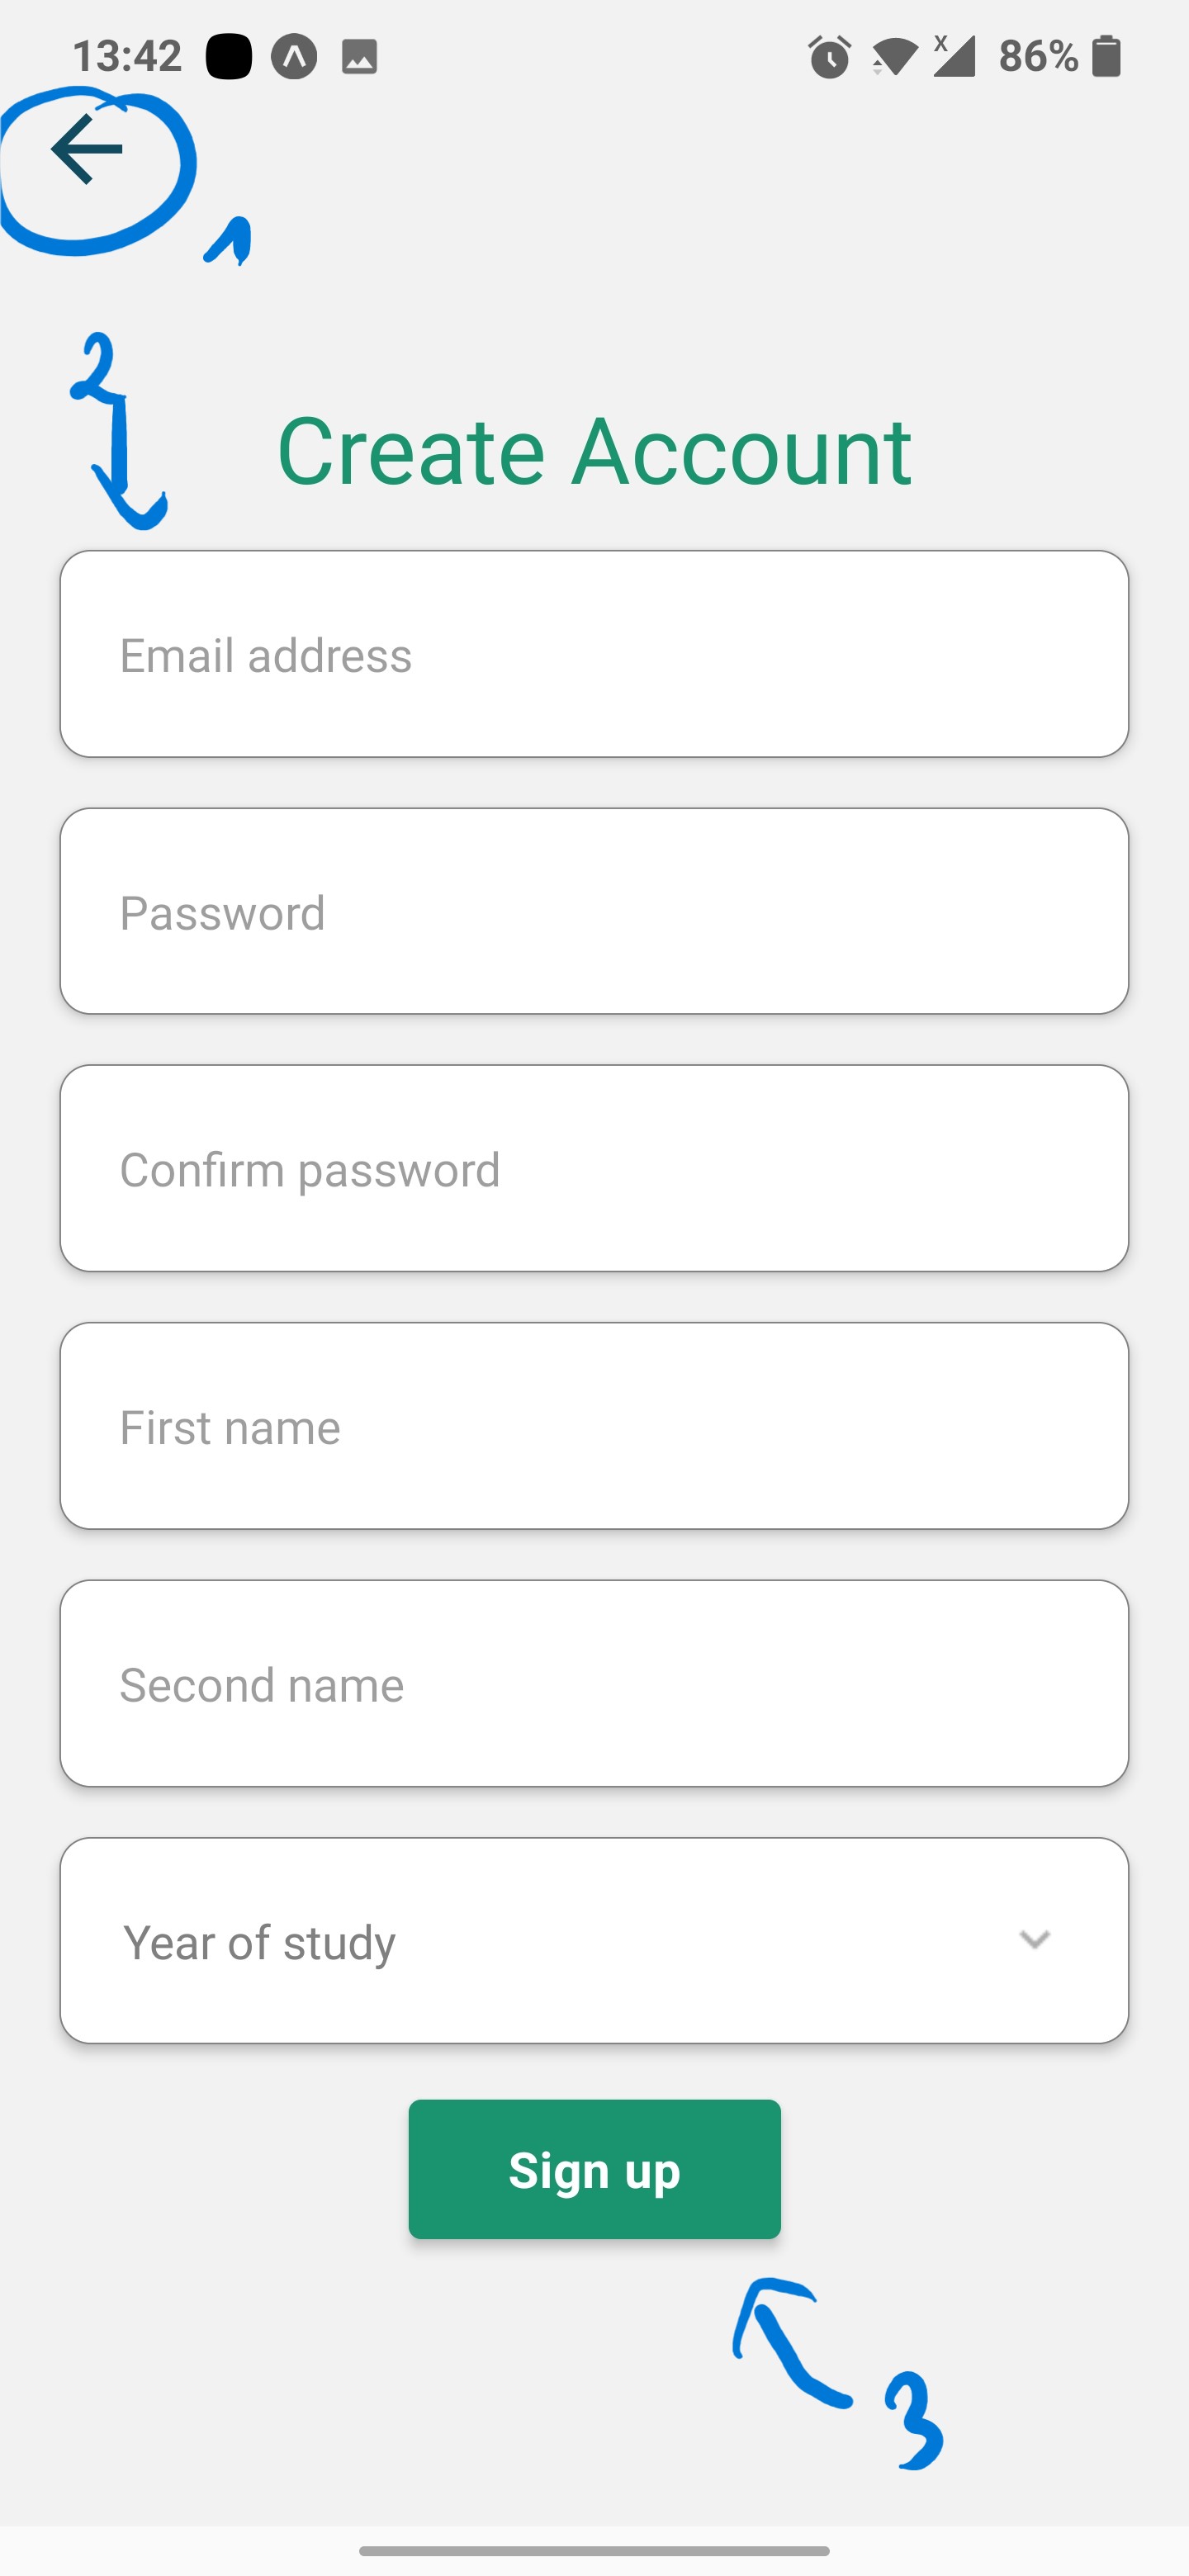 13:42 86%
1
2
Create Account
Email address
Password
Confirm password
First name
Second name
Year of study
Sign up
3